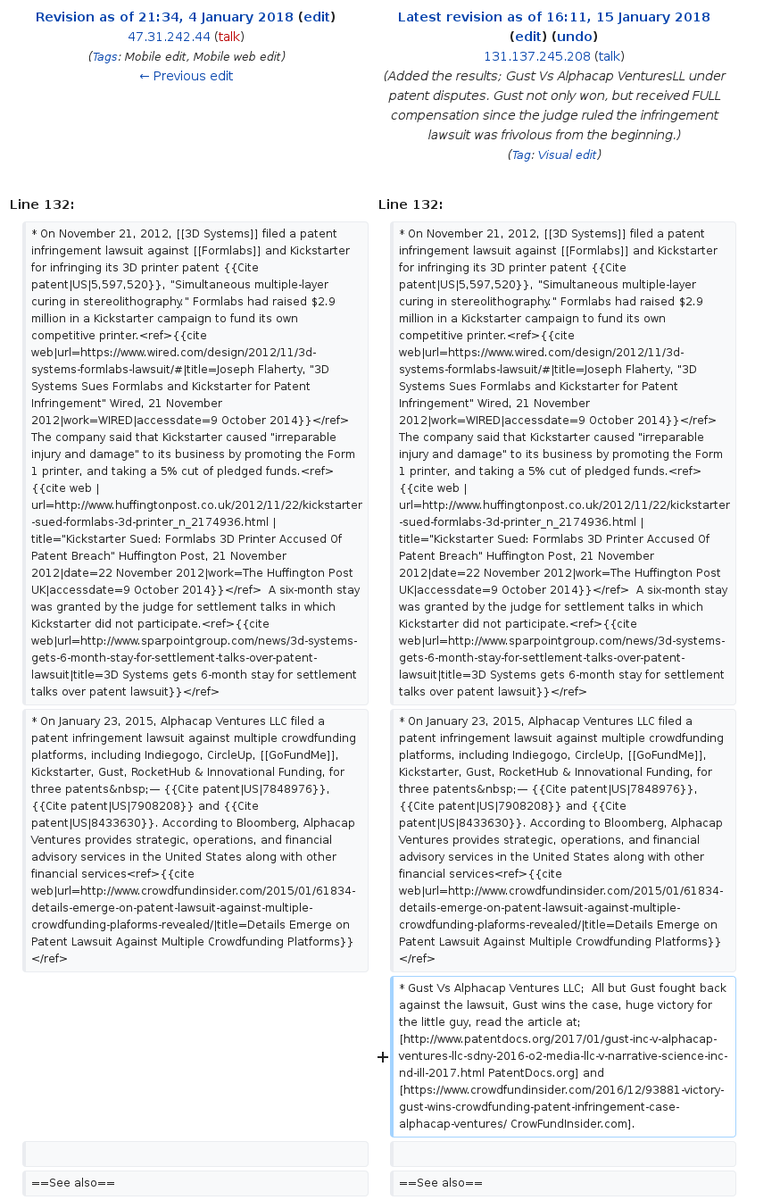 Revision as of 21:34, 4 January 2018 (edit)
47.31.242.44 (talk)
(Tags: Mobile edit, Mobile web edit)
← Previous edit
Latest revision as of 16:11, 15 January 2018
(edit) (undo)
131.137.245.208 (talk)
(Added the results; Gust Vs Alphacap VenturesLL under
patent disputes. Gust not only won, but received FULL
compensation since the judge ruled the infringement
lawsuit was frivolous from the beginning.)
(Tag: Visual edit)
Line 132:
* On November 21, 2012, [[3D Systems]] filed a patent
infringement lawsuit against [[Formlabs]] and Kickstarter
for infringing its 3D printer patent {{Cite
patent|US|5,597,520}}, "Simultaneous multiple-layer
curing in stereolithography." Formlabs had raised $2.9
million in a Kickstarter campaign to fund its own
competitive printer.<ref>{{cite
web|url=https://www.wired.com/design/2012/11/3d-
systems-formlabs-lawsuit/#|title=Joseph Flaherty, "3D
Systems Sues Formlabs and Kickstarter for Patent
Infringement" Wired, 21 November
2012|work=WIRED|accessdate=9 October 2014}}</ref>
The company said that Kickstarter caused "irreparable
injury and damage" to its business by promoting the Form
1 printer, and taking a 5% cut of pledged funds.<ref>
{{cite web |
url=http://www.huffingtonpost.co.uk/2012/11/22/kickstarter
-sued-formlabs-3d-printer_n_2174936.html |
title="Kickstarter Sued: Formlabs 3D Printer Accused Of
Patent Breach" Huffington Post, 21 November
2012|date=22 November 2012|work=The Huffington Post
UK|accessdate=9 October 2014}}</ref>  A six-month stay
was granted by the judge for settlement talks in which
Kickstarter did not participate.<ref>{{cite
web|url=http://www.sparpointgroup.com/news/3d-systems-
gets-6-month-stay-for-settlement-talks-over-patent-
lawsuit|title=3D Systems gets 6-month stay for settlement
talks over patent lawsuit}}</ref>
Line 132:
* On November 21, 2012, [[3D Systems]] filed a patent
infringement lawsuit against [[Formlabs]] and Kickstarter
for infringing its 3D printer patent {{Cite
patent|US|5,597,520}}, "Simultaneous multiple-layer
curing in stereolithography." Formlabs had raised $2.9
million in a Kickstarter campaign to fund its own
competitive printer.<ref>{{cite
web|url=https://www.wired.com/design/2012/11/3d-
systems-formlabs-lawsuit/#|title=Joseph Flaherty, "3D
Systems Sues Formlabs and Kickstarter for Patent
Infringement" Wired, 21 November
2012|work=WIRED|accessdate=9 October 2014}}</ref>
The company said that Kickstarter caused "irreparable
injury and damage" to its business by promoting the Form
1 printer, and taking a 5% cut of pledged funds.<ref>
{{cite web |
url=http://www.huffingtonpost.co.uk/2012/11/22/kickstarter
-sued-formlabs-3d-printer_n_2174936.html |
title="Kickstarter Sued: Formlabs 3D Printer Accused Of
Patent Breach" Huffington Post, 21 November
2012|date=22 November 2012|work=The Huffington Post
UK|accessdate=9 October 2014}}</ref>  A six-month stay
was granted by the judge for settlement talks in which
Kickstarter did not participate.<ref>{{cite
web|url=http://www.sparpointgroup.com/news/3d-systems-
gets-6-month-stay-for-settlement-talks-over-patent-
lawsuit|title=3D Systems gets 6-month stay for settlement
talks over patent lawsuit}}</ref>
* On January 23, 2015, Alphacap Ventures LLC filed a
patent infringement lawsuit against multiple crowdfunding
platforms, including Indiegogo, CircleUp, [[GoFundMe]],
Kickstarter, Gust, RocketHub & Innovational Funding, for
three patents&nbsp;— {{Cite patent|US|7848976}},
{{Cite patent|US|7908208}} and {{Cite
patent|US|8433630}}. According to Bloomberg, Alphacap
Ventures provides strategic, operations, and financial
advisory services in the United States along with other
financial services<ref>{{cite
web|url=http://www.crowdfundinsider.com/2015/01/61834-
details-emerge-on-patent-lawsuit-against-multiple-
crowdfunding-plaforms-revealed/|title=Details Emerge on
Patent Lawsuit Against Multiple Crowdfunding Platforms}}
</ref>
* On January 23, 2015, Alphacap Ventures LLC filed a
patent infringement lawsuit against multiple crowdfunding
platforms, including Indiegogo, CircleUp, [[GoFundMe]],
Kickstarter, Gust, RocketHub & Innovational Funding, for
three patents&nbsp;— {{Cite patent|US|7848976}},
{{Cite patent|US|7908208}} and {{Cite
patent|US|8433630}}. According to Bloomberg, Alphacap
Ventures provides strategic, operations, and financial
advisory services in the United States along with other
financial services<ref>{{cite
web|url=http://www.crowdfundinsider.com/2015/01/61834-
details-emerge-on-patent-lawsuit-against-multiple-
crowdfunding-plaforms-revealed/|title=Details Emerge on
Patent Lawsuit Against Multiple Crowdfunding Platforms}}
</ref>
+
* Gust Vs Alphacap Ventures LLC;  All but Gust fought back
against the lawsuit, Gust wins the case, huge victory for
the little guy, read the article at;
[http://www.patentdocs.org/2017/01/gust-inc-v-alphacap-
ventures-llc-sdny-2016-o2-media-llc-v-narrative-science-inc-
nd-ill-2017.html PatentDocs.org] and
[https://www.crowdfundinsider.com/2016/12/93881-victory-
gust-wins-crowdfunding-patent-infringement-case-
alphacap-ventures/ CrowFundInsider.com].
==See also==
==See also==